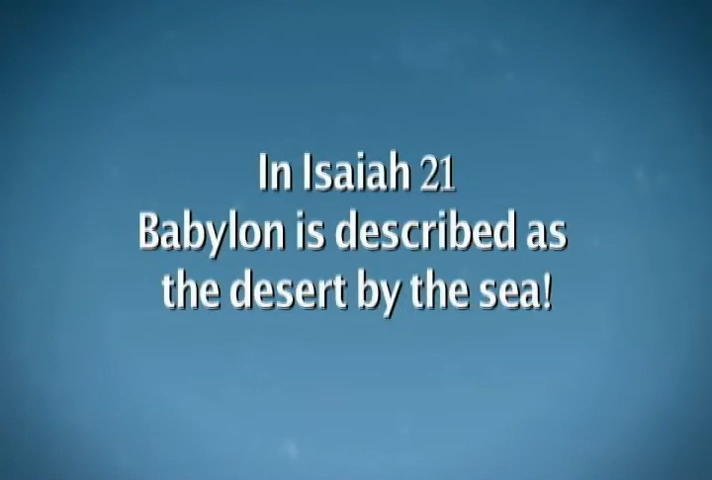 In Isaiah 21
Babylon is described as
the desert by the sea!